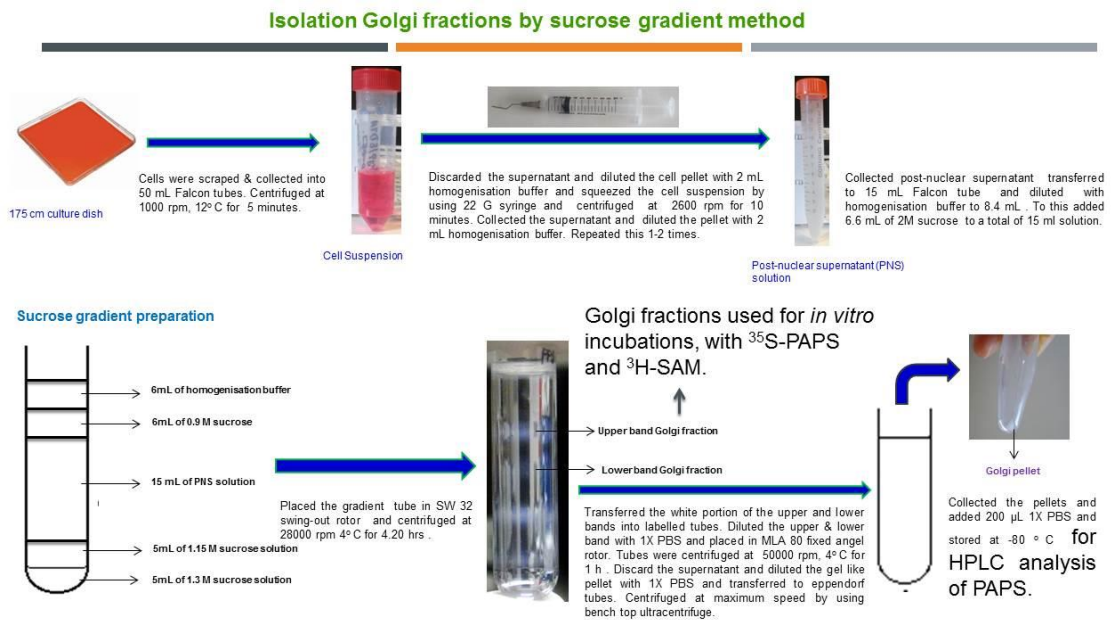 Isolation Golgi fractions by sucrose gradient method
175 cm culture dish
Cells were scraped & collected into
50 mL Falcon tubes. Centrifuged at
1000 rpm, 12º C for 5 minutes.
Cell Suspension
Discarded the supernatant and diluted the cell pellet with 2 mL
homogenisation buffer and squeezed the cell suspension by
using 22 G syringe and centrifuged at 2600 rpm for 10
minutes. Collected the supernatant and diluted the pellet with 2
mL homogenisation buffer. Repeated this 1-2 times.
Post-nuclear supernatant (PNS)
solution
Collected post-nuclear supernatant transferred
to 15 mL Falcon tube and diluted with
homogenisation buffer to 8.4 mL . To this added
6.6 mL of 2M sucrose to a total of 15 ml solution.
Sucrose gradient preparation
6mL of homogenisation buffer
6mL of 0.9 M sucrose
15 mL of PNS solution
5mL of 1.15 M sucrose solution
5mL of 1.3 M sucrose solution
Placed the gradient tube in SW 32
swing-out rotor and centrifuged at
28000 rpm 4º C for 4.20 hrs .
Golgi fractions used for in vitro
incubations, with ³⁵S-PAPS
and ³H-SAM.
Upper band Golgi fraction
Lower band Golgi fraction
Transferred the white portion of the upper and lower
bands into labelled tubes. Diluted the upper & lower
band with 1X PBS and placed in MLA 80 fixed angel
rotor. Tubes were centrifuged at 50000 rpm, 4º C for
1 h . Discard the supernatant and diluted the gel like
pellet with 1X PBS and transferred to eppendorf
tubes. Centrifuged at maximum speed by using
bench top ultracentrifuge.
Golgi pellet
Collected the pellets and
added 200 µL 1X PBS and
stored at -80 º C for
HPLC analysis
of PAPS.